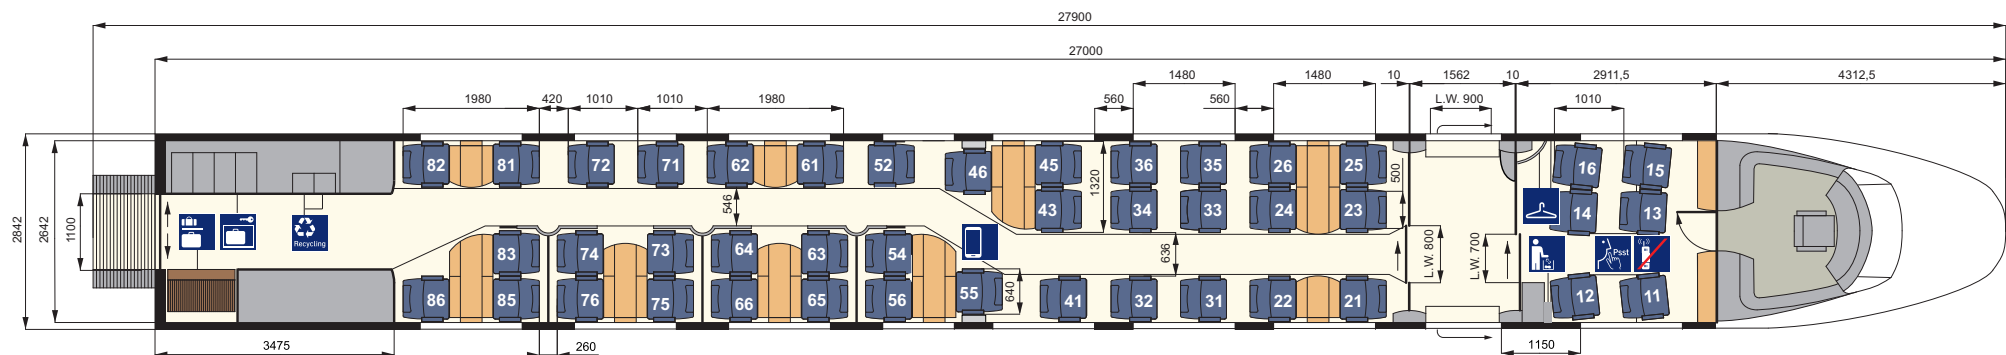 27900
27000
1480 1480 10 1562 10 2911,5 4312,5
1980 420 1010 1010 1980 560 560 L.W. 900 1010
82 81 72 71 62 61 52 46 45 36 35 26 25 16 15
43 34 33 24 23 14 13
1320 500
546
2842 2642 1100
Recycling
83 74 73 64 63 54
636 L.W. 800 L.W. 700
Psst
86 85 76 75 66 65 56 55 41 32 31 22 21 12 11
640
3475 260 1150